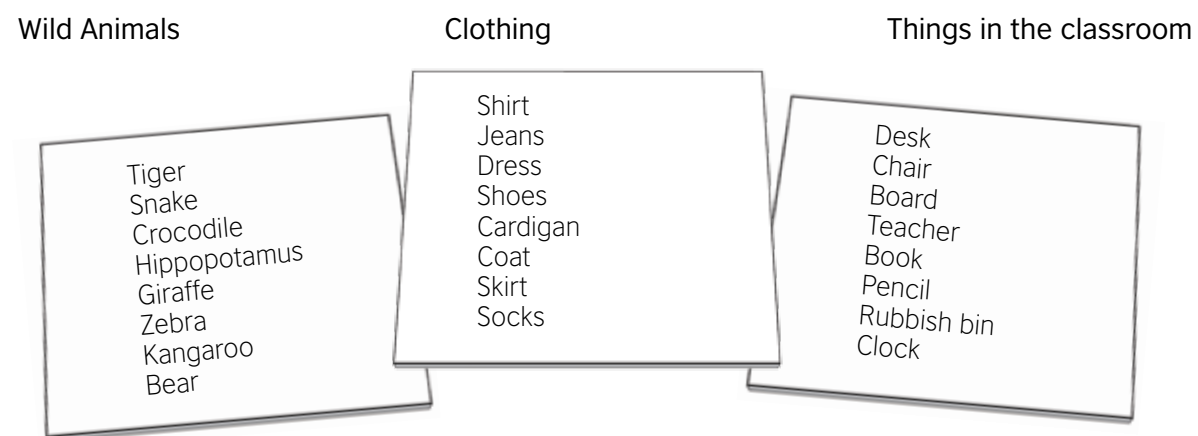 Wild Animals
Clothing
Things in the classroom
Tiger
Snake
Crocodile
Hippopotamus
Giraffe
Zebra
Kangaroo
Bear
Shirt
Jeans
Dress
Shoes
Cardigan
Coat
Skirt
Socks
Desk
Chair
Board
Teacher
Book
Pencil
Rubbish bin
Clock